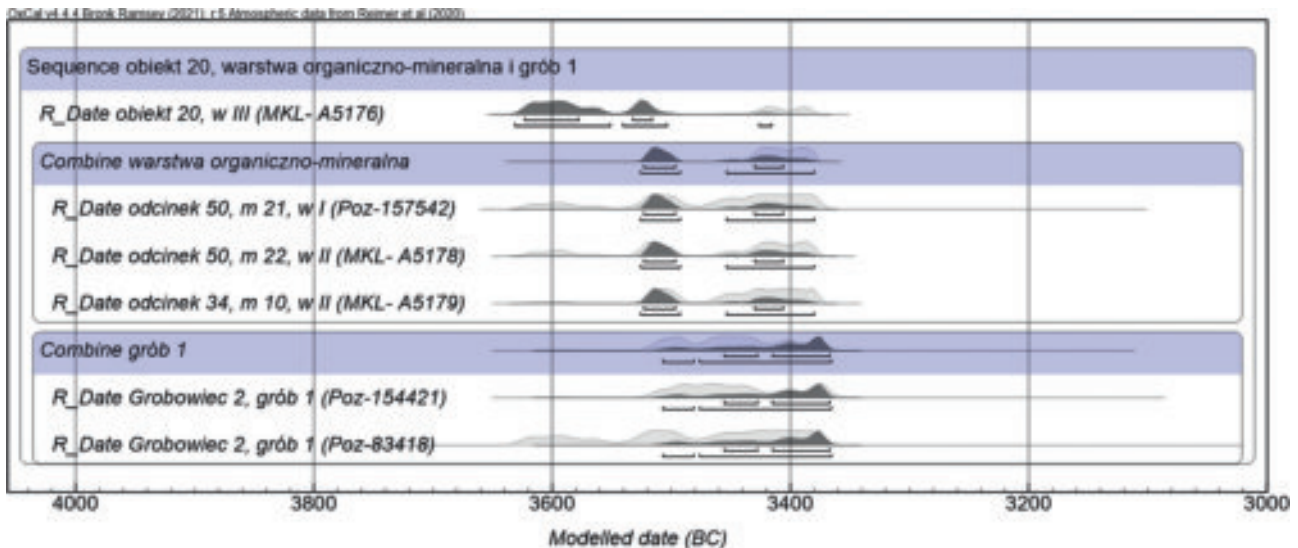 OxCal v4.4.4 Bronk Ramsey (2021); r:5 Atmospheric data from Reimer et al (2020)
Sequence obiekt 20, warstwa organiczno-mineralna i grób 1
R_Date obiekt 20, w III (MKL- A5176)
Combine warstwa organiczno-mineralna
R_Date odcinek 50, m 21, w I (Poz-157542)
R_Date odcinek 50, m 22, w II (MKL- A5178)
R_Date odcinek 34, m 10, w II (MKL- A5179)
Combine grób 1
R_Date Grobowiec 2, grób 1 (Poz-154421)
R_Date Grobowiec 2, grób 1 (Poz-83418)
4000 3800 3600 3400 3200 3000
Modelled date (BC)